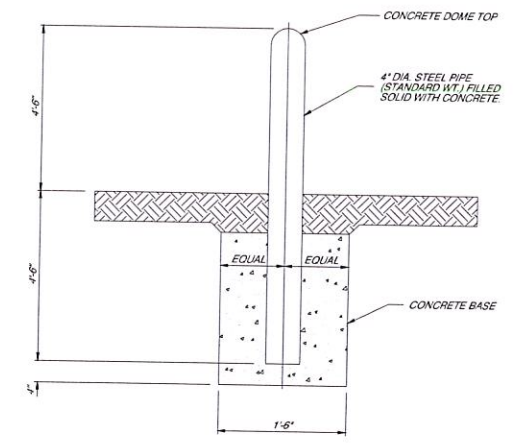 CONCRETE DOME TOP
4" DIA. STEEL PIPE
(STANDARD WT.) FILLED
SOLID WITH CONCRETE.
4'-6"
4'-6"
EQUAL EQUAL
CONCRETE BASE
4"
1'-6"